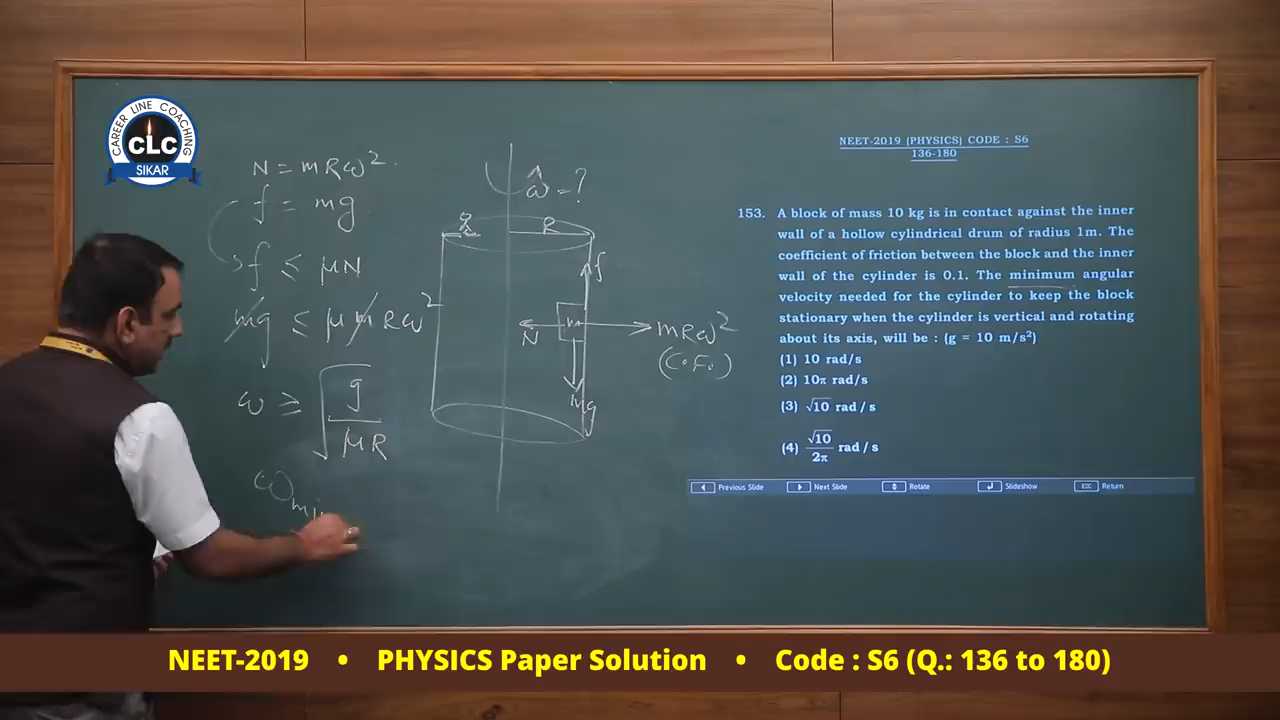 CAREER LINE COACHING
CLC
SIKAR
N = mRω².
f = mg
f ≤ μN
mg ≤ μ m Rω²
ω ≥ √(g/μR)
ω min
ω = ?
R
f
N
m
mRω²
(C.F.)
mg
NEET-2019 (PHYSICS) CODE : S6
136-180
153. A block of mass 10 kg is in contact against the inner
wall of a hollow cylindrical drum of radius 1m. The
coefficient of friction between the block and the inner
wall of the cylinder is 0.1. The minimum angular
velocity needed for the cylinder to keep the block
stationary when the cylinder is vertical and rotating
about its axis, will be : (g = 10 m/s²)
(1) 10 rad/s
(2) 10π rad/s
(3) √10 rad / s
(4) √10/2π rad / s
Previous Slide Next Slide Rotate Slideshow ESC Return
NEET-2019 • PHYSICS Paper Solution • Code : S6 (Q.: 136 to 180)